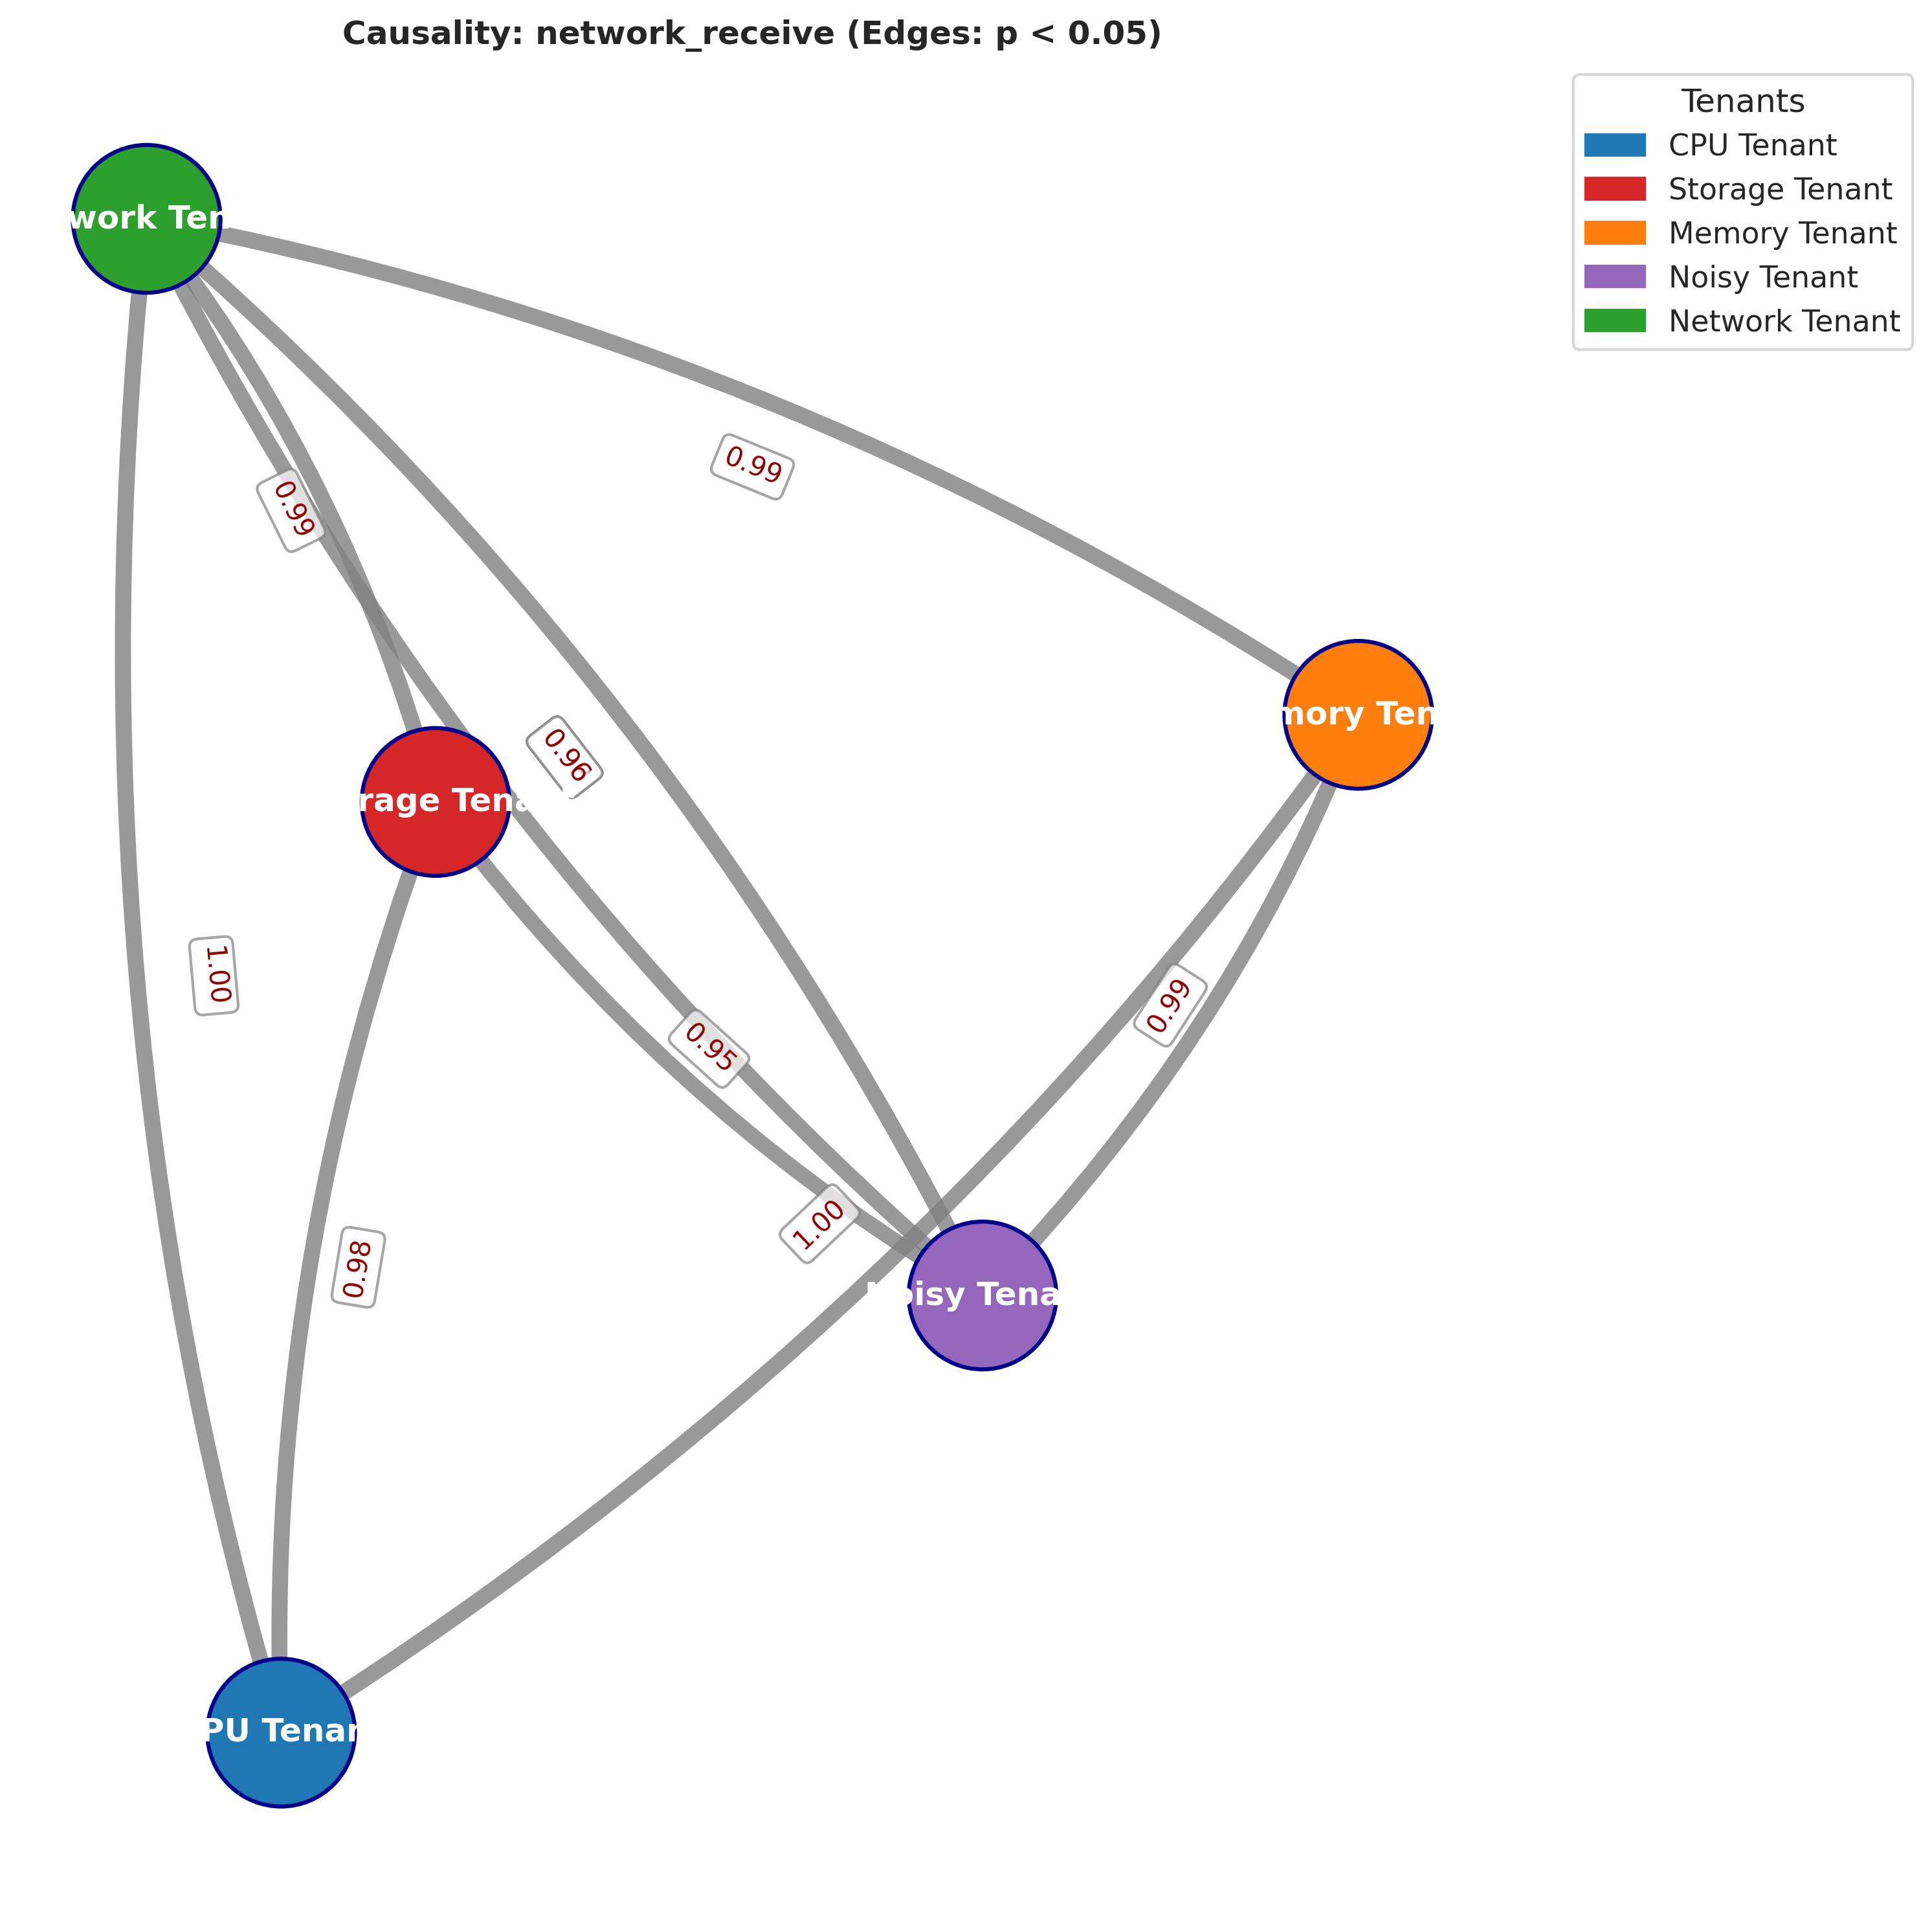 Causality: network_receive (Edges: p < 0.05)
Tenants
CPU Tenant
Storage Tenant
Memory Tenant
Noisy Tenant
Network Tenant
work Ten
0.99
0.99
mory Ten
0.96
rage Tena
1.00
0.99
0.95
1.00
0.98
oisy Tena
PU Tenan